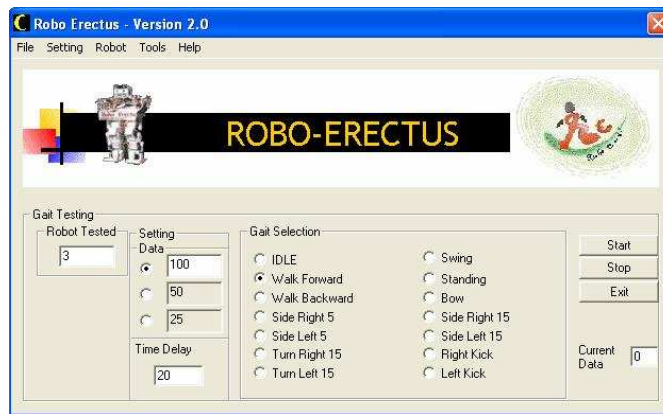 Robo Erectus - Version 2.0
File Setting Robot Tools Help
ROBO-ERECTUS
Gait Testing
Robot Tested
3
Setting
Data
100
50
25
Time Delay
20
Gait Selection
IDLE
Walk Forward
Walk Backward
Side Right 5
Side Left 5
Turn Right 15
Turn Left 15
Swing
Standing
Bow
Side Right 15
Side Left 15
Right Kick
Left Kick
Start
Stop
Exit
Current
Data
0